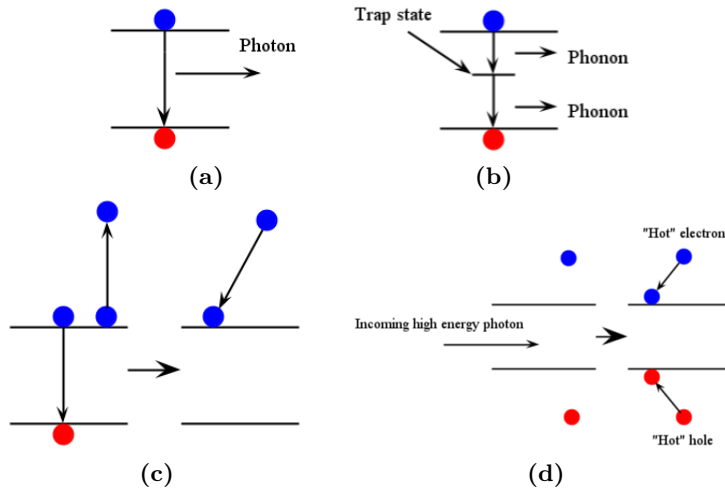 Photon
(a)
Trap state
Phonon
Phonon
(b)
(c)
"Hot" electron
Incoming high energy photon
"Hot" hole
(d)